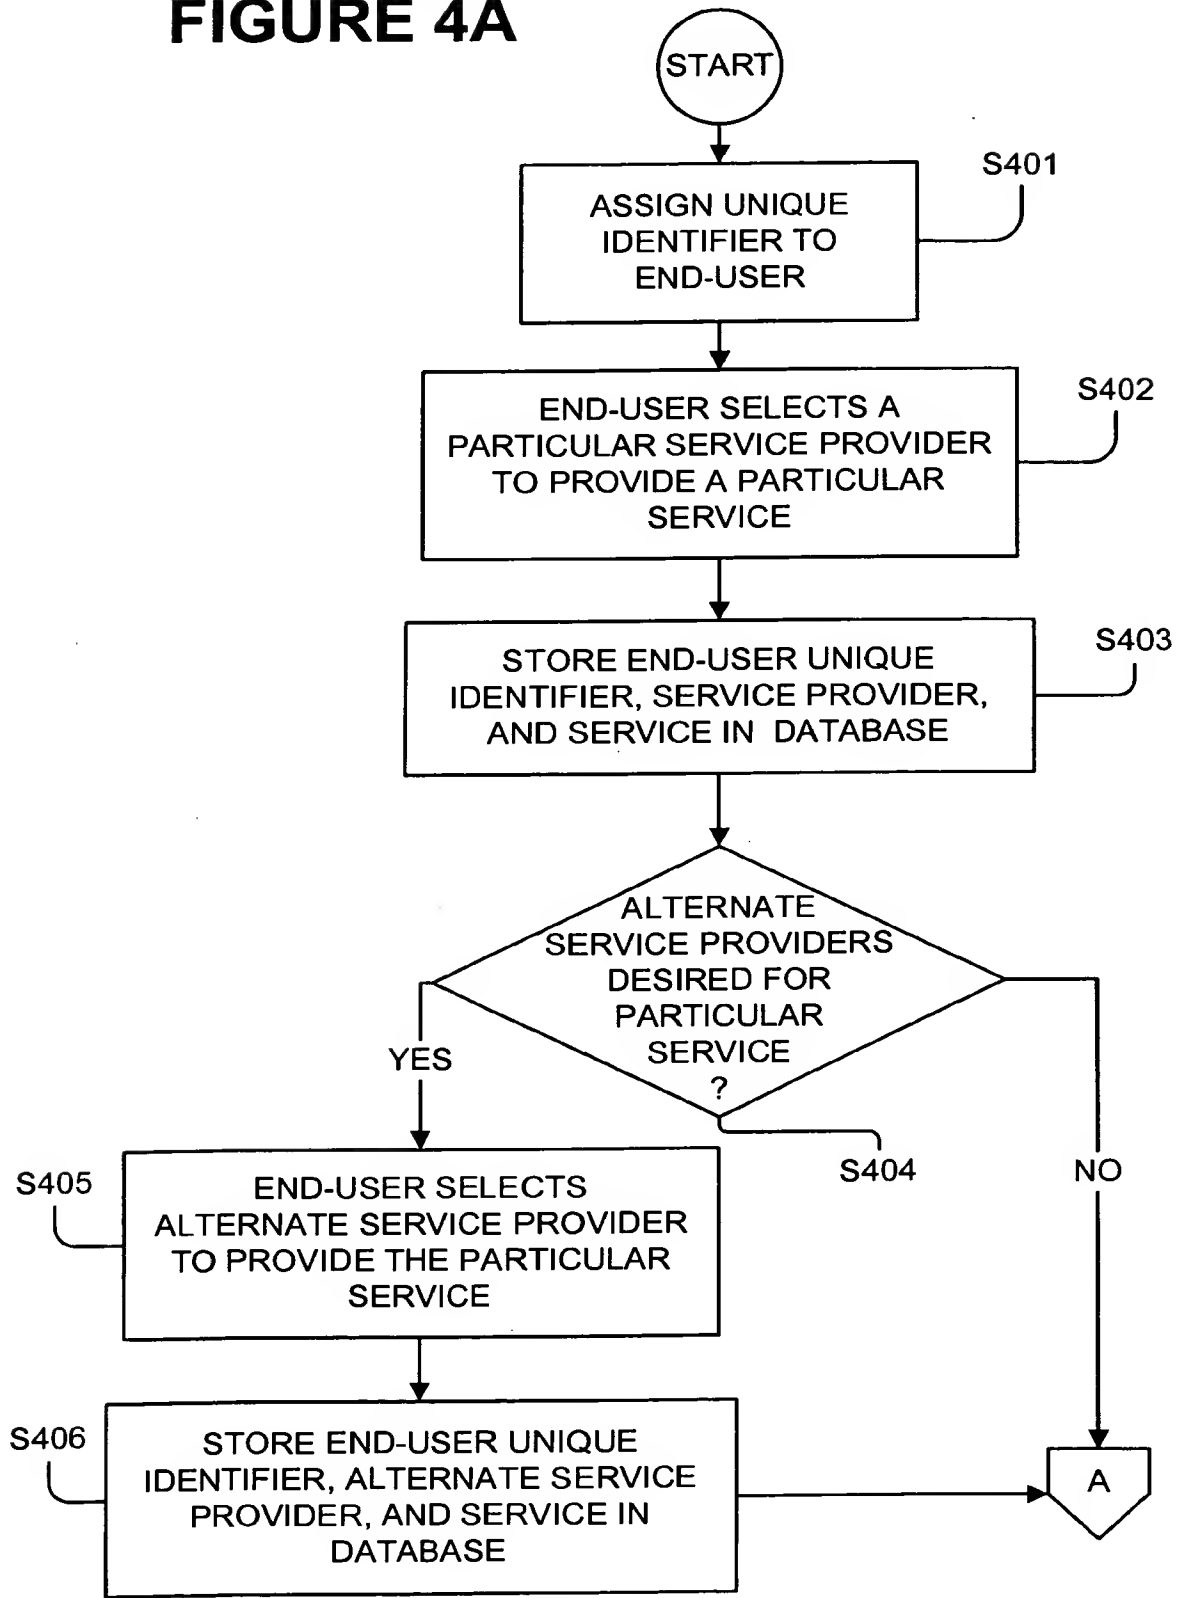 FIGURE 4A
START
S401
ASSIGN UNIQUE
IDENTIFIER TO
END-USER
S402
END-USER SELECTS A
PARTICULAR SERVICE PROVIDER
TO PROVIDE A PARTICULAR
SERVICE
S403
STORE END-USER UNIQUE
IDENTIFIER, SERVICE PROVIDER,
AND SERVICE IN DATABASE
ALTERNATE
SERVICE PROVIDERS
DESIRED FOR
PARTICULAR
SERVICE
?
YES
S404
NO
S405
END-USER SELECTS
ALTERNATE SERVICE PROVIDER
TO PROVIDE THE PARTICULAR
SERVICE
S406
STORE END-USER UNIQUE
IDENTIFIER, ALTERNATE SERVICE
PROVIDER, AND SERVICE IN
DATABASE
A